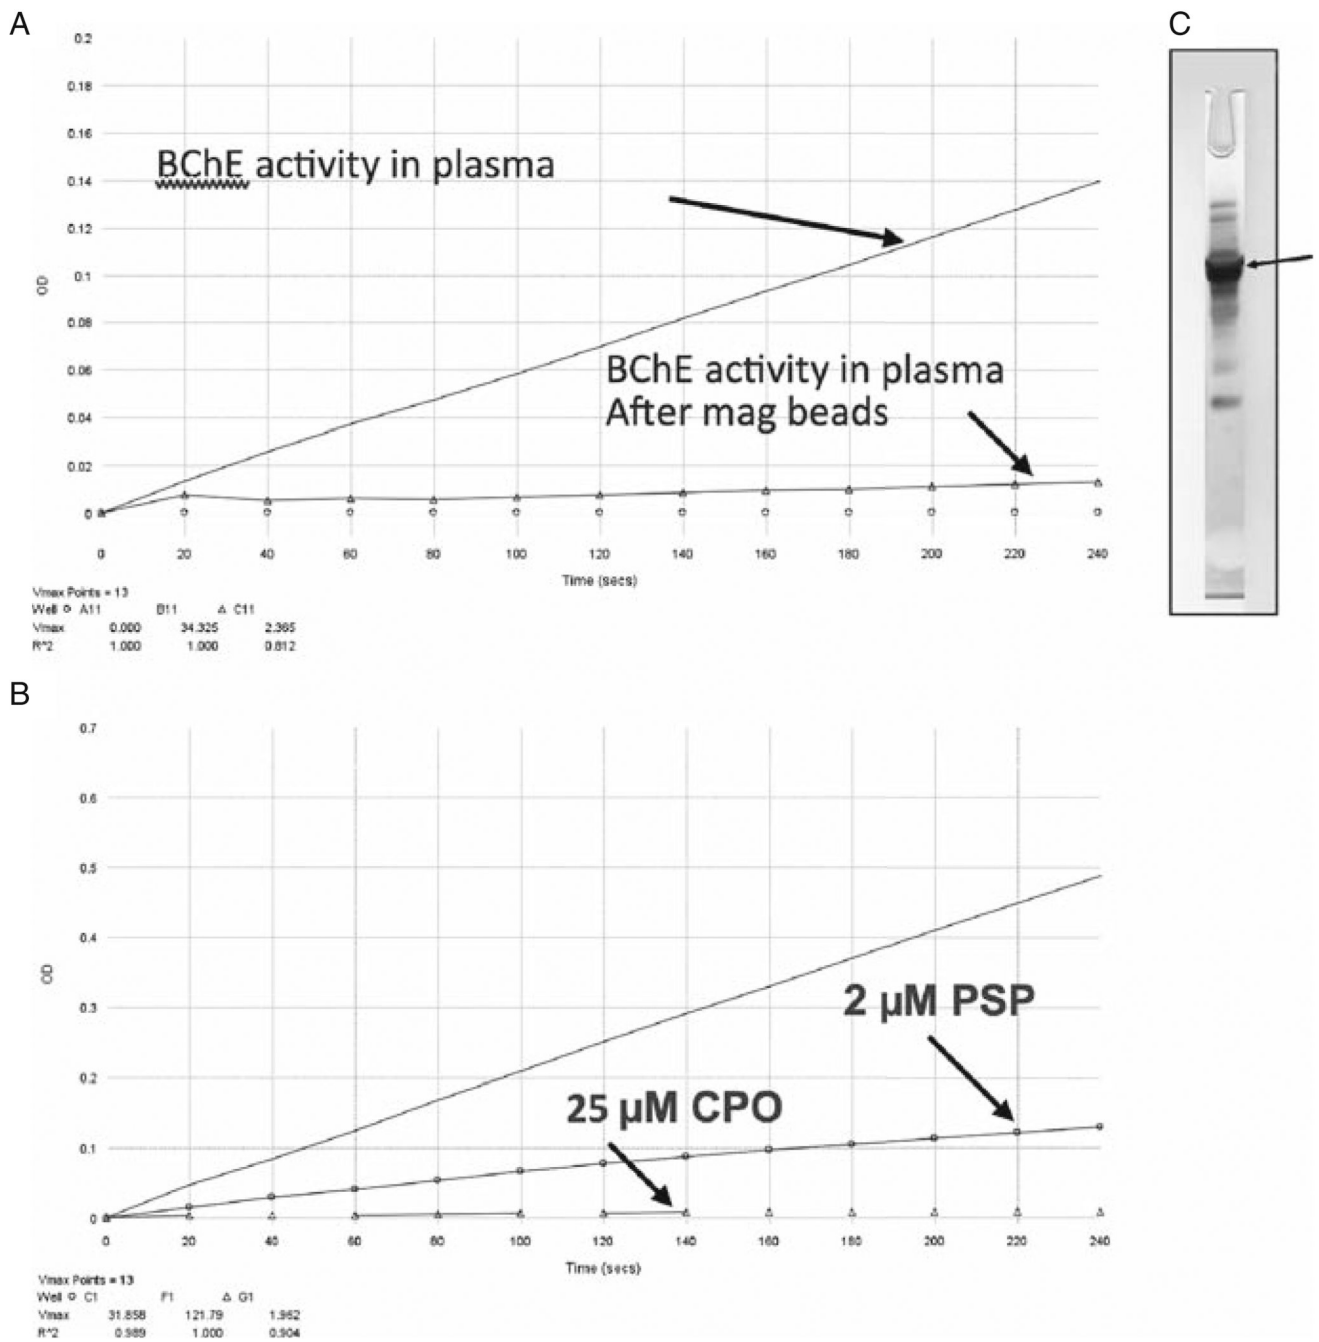 A
C
0.2
0.18
0.16
0.14
0.12
0.1
0.08
0.06
0.04
0.02
0
OD
BChE activity in plasma
BChE activity in plasma
After mag beads
0 20 40 60 80 100 120 140 160 180 200 220 240
Time (secs)
Vmax Points = 13
Well A11 B11 C11
Vmax 0.000 34.325 2.365
R^2 1.000 1.000 0.812
B
0.7
0.6
0.5
0.4
0.3
0.2
0.1
0
OD
2 µM PSP
25 µM CPO
0 20 40 60 80 100 120 140 160 180 200 220 240
Time (secs)
Vmax Points = 13
Well C1 F1 G1
Vmax 31.858 121.79 1.962
R^2 0.989 1.000 0.904